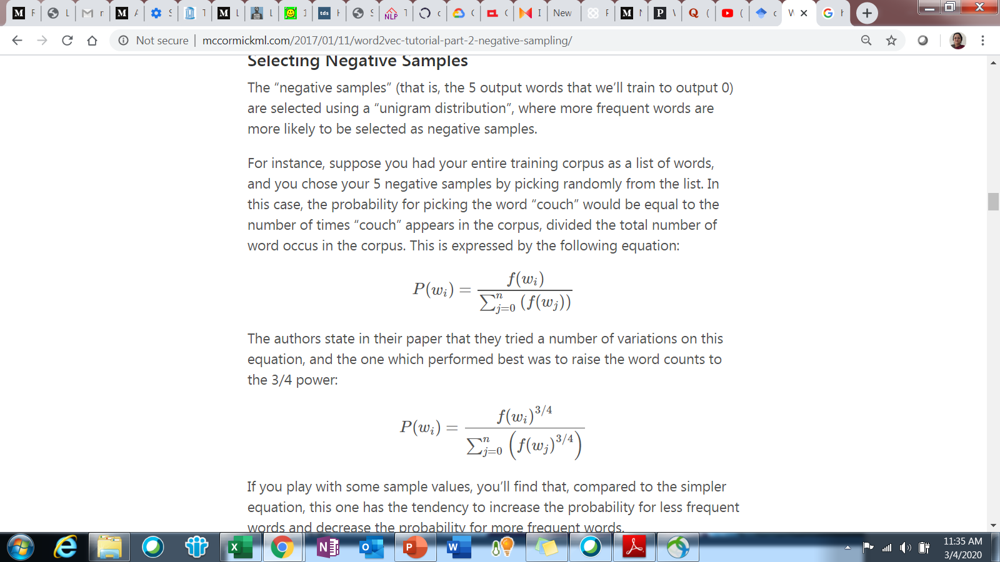 M F L M r M A S T M L L 1 tds H S NLP T c C C I New F M N P V Q ( ( c W G h
Not secure | mccormickml.com/2017/01/11/word2vec-tutorial-part-2-negative-sampling/
Selecting Negative Samples
The “negative samples” (that is, the 5 output words that we’ll train to output 0)
are selected using a “unigram distribution”, where more frequent words are
more likely to be selected as negative samples.
For instance, suppose you had your entire training corpus as a list of words,
and you chose your 5 negative samples by picking randomly from the list. In
this case, the probability for picking the word “couch” would be equal to the
number of times “couch” appears in the corpus, divided the total number of
word occus in the corpus. This is expressed by the following equation:
P(w_i) = f(w_i) / ∑_{j=0}^{n} (f(w_j))
The authors state in their paper that they tried a number of variations on this
equation, and the one which performed best was to raise the word counts to
the 3/4 power:
P(w_i) = f(w_i)^{3/4} / ∑_{j=0}^{n} (f(w_j)^{3/4})
If you play with some sample values, you’ll find that, compared to the simpler
equation, this one has the tendency to increase the probability for less frequent
words and decrease the probability for more frequent words.
11:35 AM
3/4/2020